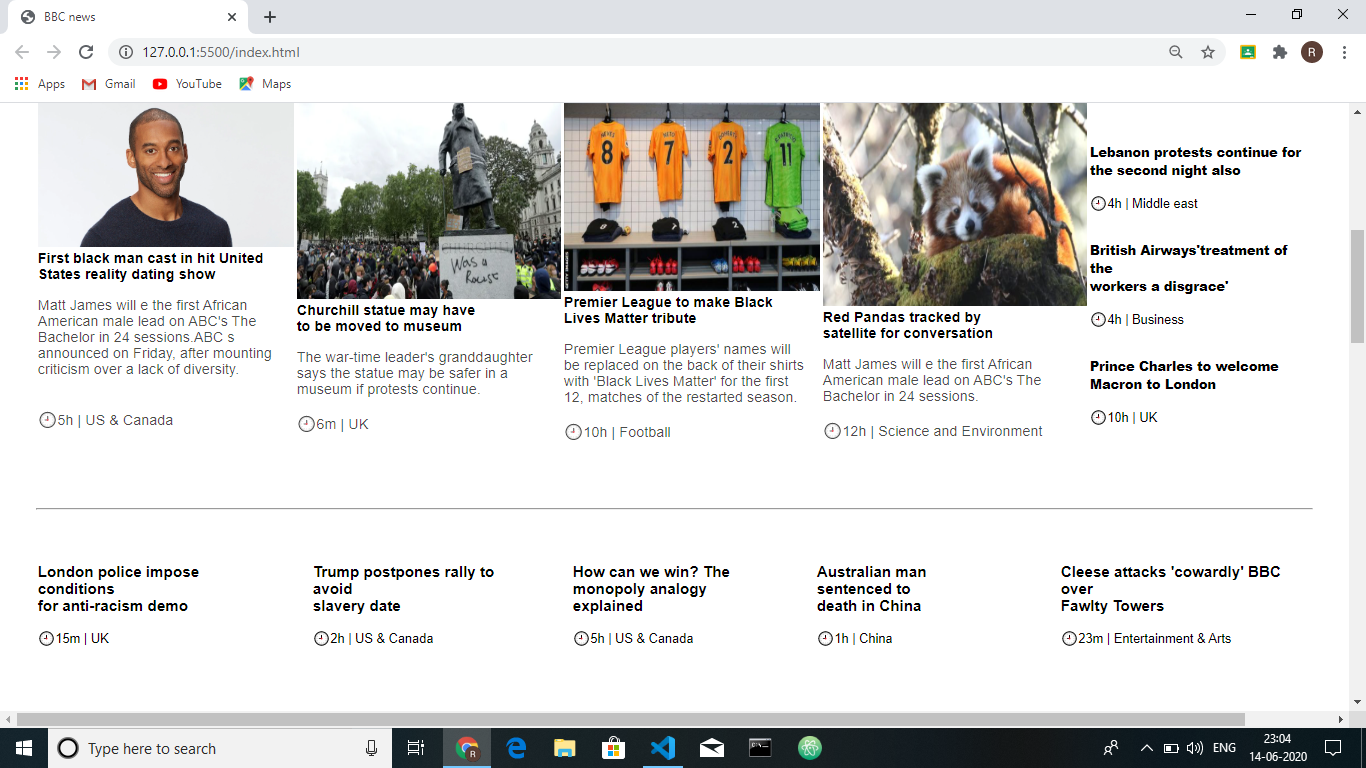 BBC news
127.0.0.1:5500/index.html
R
Apps
Gmail
YouTube
Maps
First black man cast in hit United
States reality dating show
Matt James will e the first African
American male lead on ABC's The
Bachelor in 24 sessions.ABC s
announced on Friday, after mounting
criticism over a lack of diversity.
5h | US & Canada
CHURCHILL
Was a
Racist
Churchill statue may have
to be moved to museum
The war-time leader's granddaughter
says the statue may be safer in a
museum if protests continue.
6m | UK
8
7
2
11
Premier League to make Black
Lives Matter tribute
Premier League players' names will
be replaced on the back of their shirts
with 'Black Lives Matter' for the first
12, matches of the restarted season.
10h | Football
Red Pandas tracked by
satellite for conversation
Matt James will e the first African
American male lead on ABC's The
Bachelor in 24 sessions.
12h | Science and Environment
Lebanon protests continue for
the second night also
4h | Middle east
British Airways'treatment of
the
workers a disgrace'
4h | Business
Prince Charles to welcome
Macron to London
10h | UK
London police impose
conditions
for anti-racism demo
15m | UK
Trump postpones rally to
avoid
slavery date
2h | US & Canada
How can we win? The
monopoly analogy
explained
5h | US & Canada
Australian man
sentenced to
death in China
1h | China
Cleese attacks 'cowardly' BBC
over
Fawlty Towers
23m | Entertainment & Arts
Type here to search
R
ENG
23:04
14-06-2020